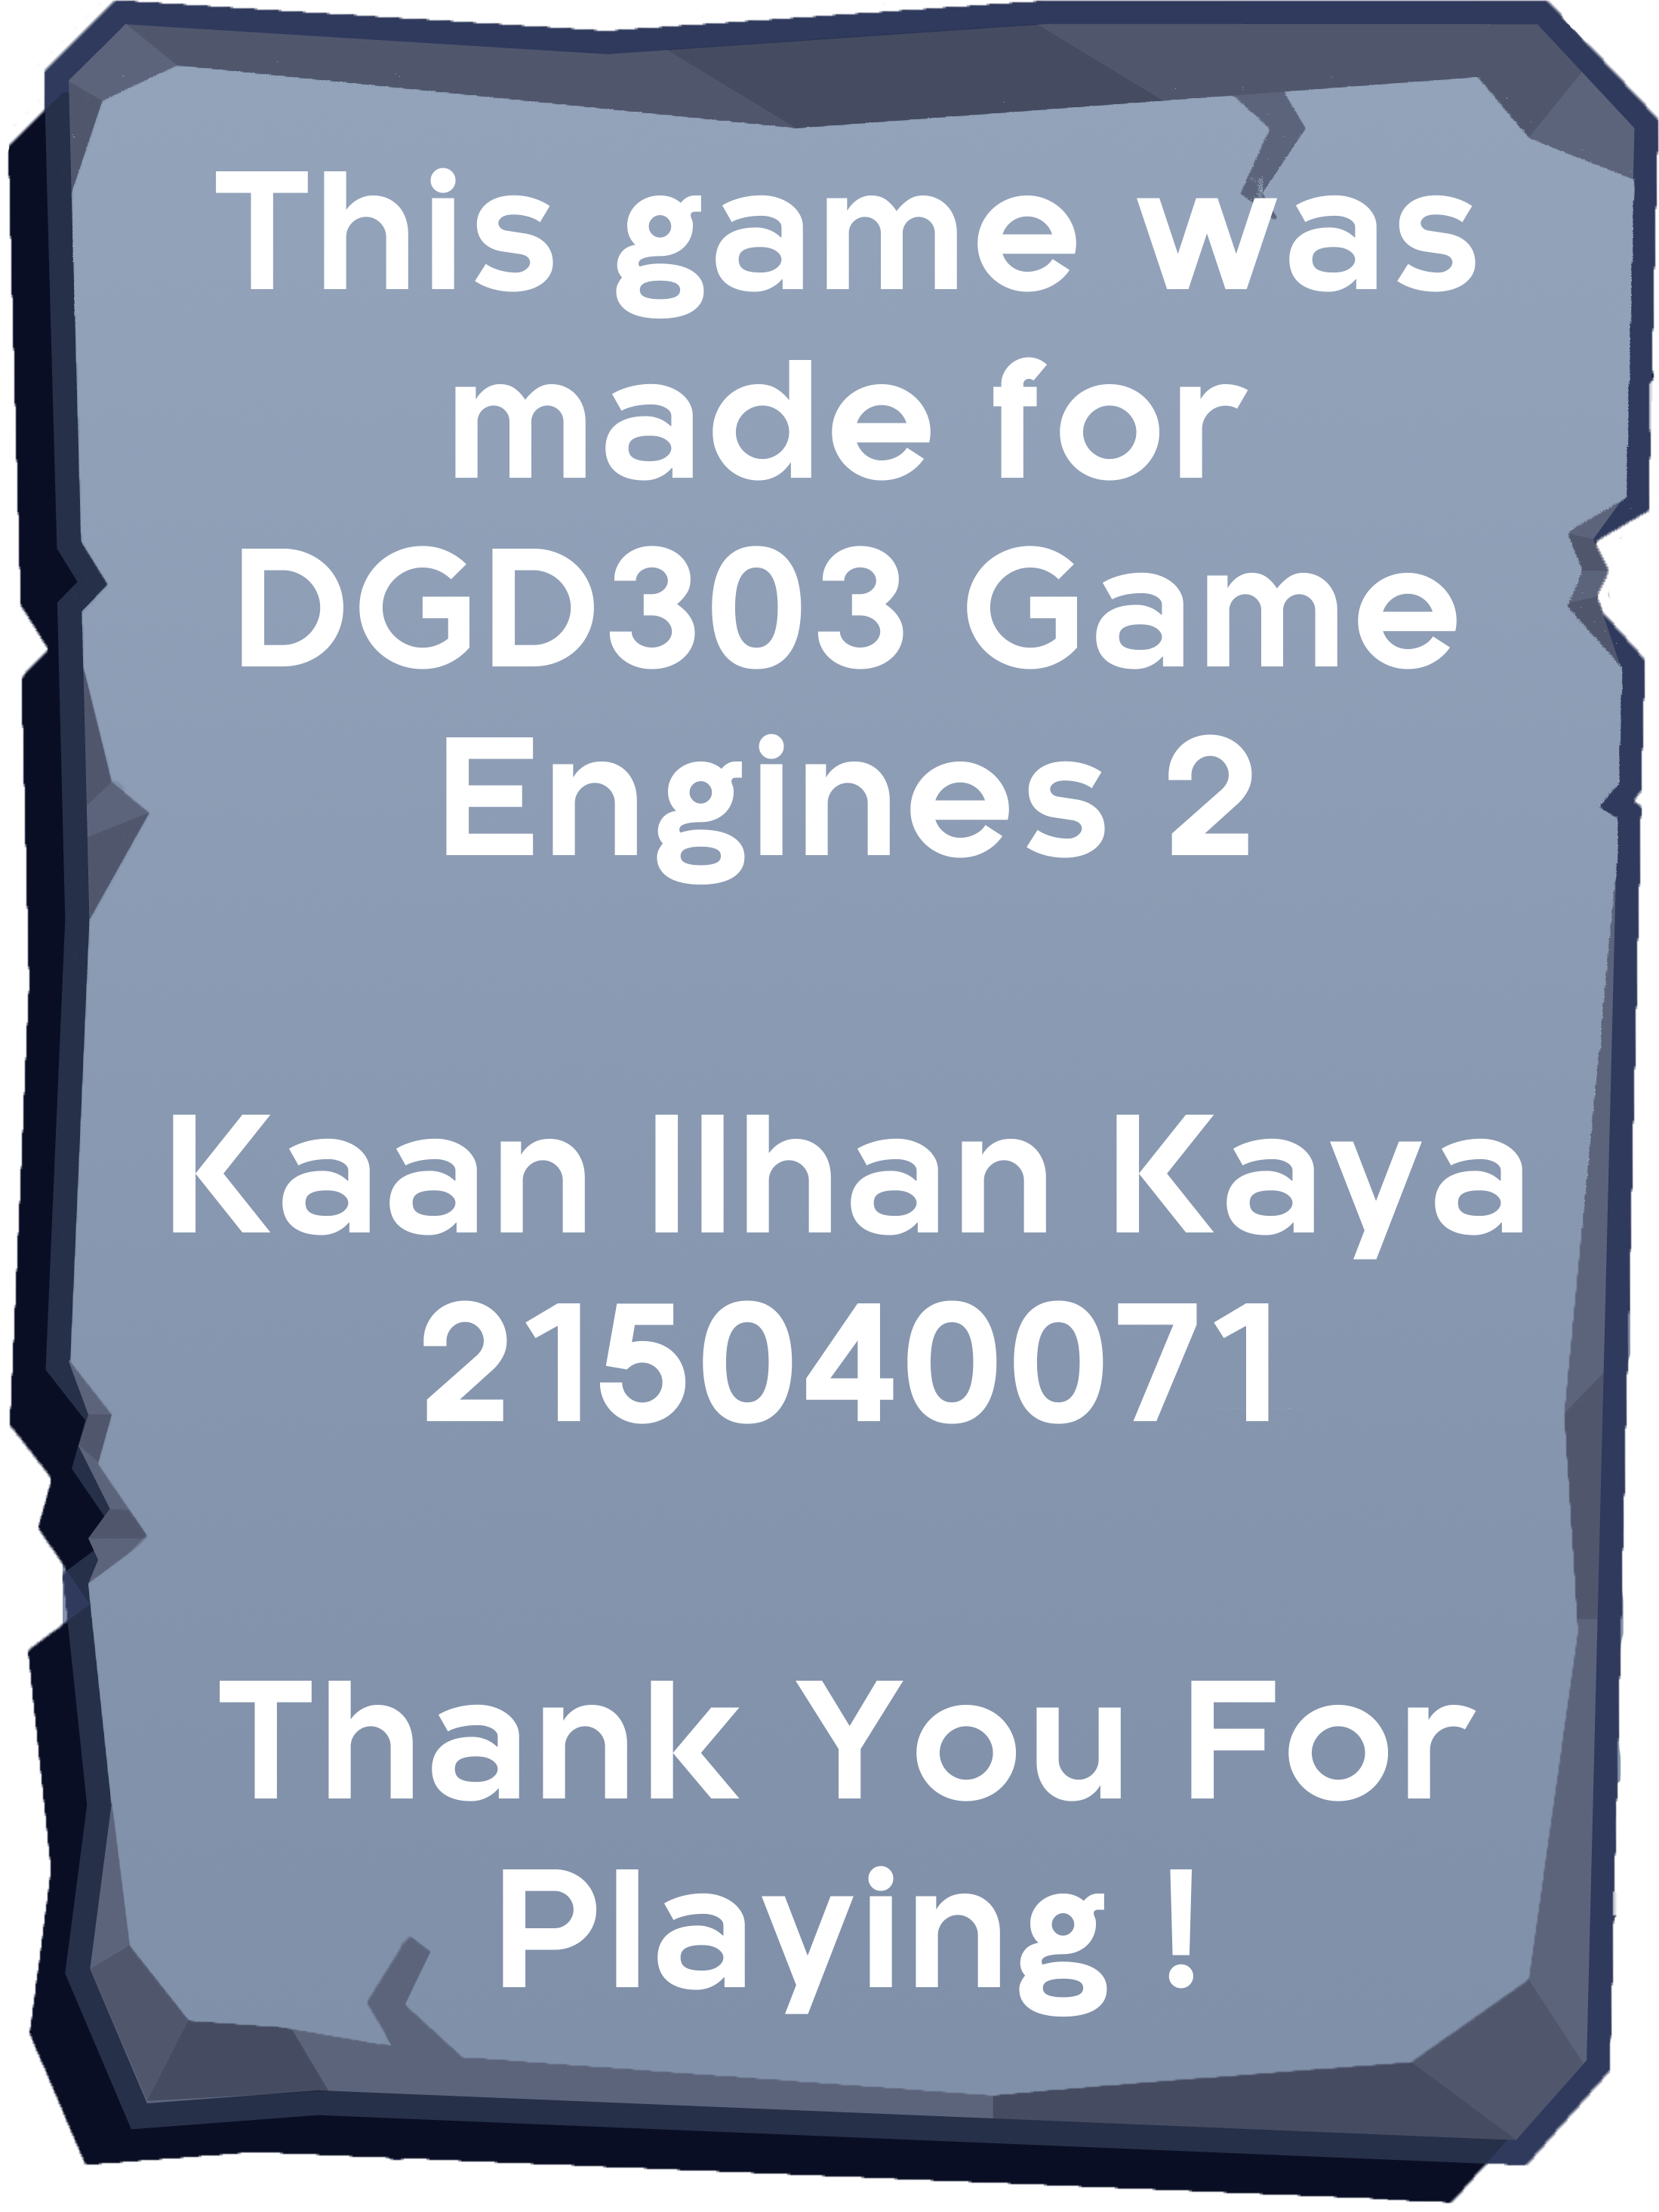 This game was
made for
DGD303 Game
Engines 2
Kaan Ilhan Kaya
215040071
Thank You For
Playing !